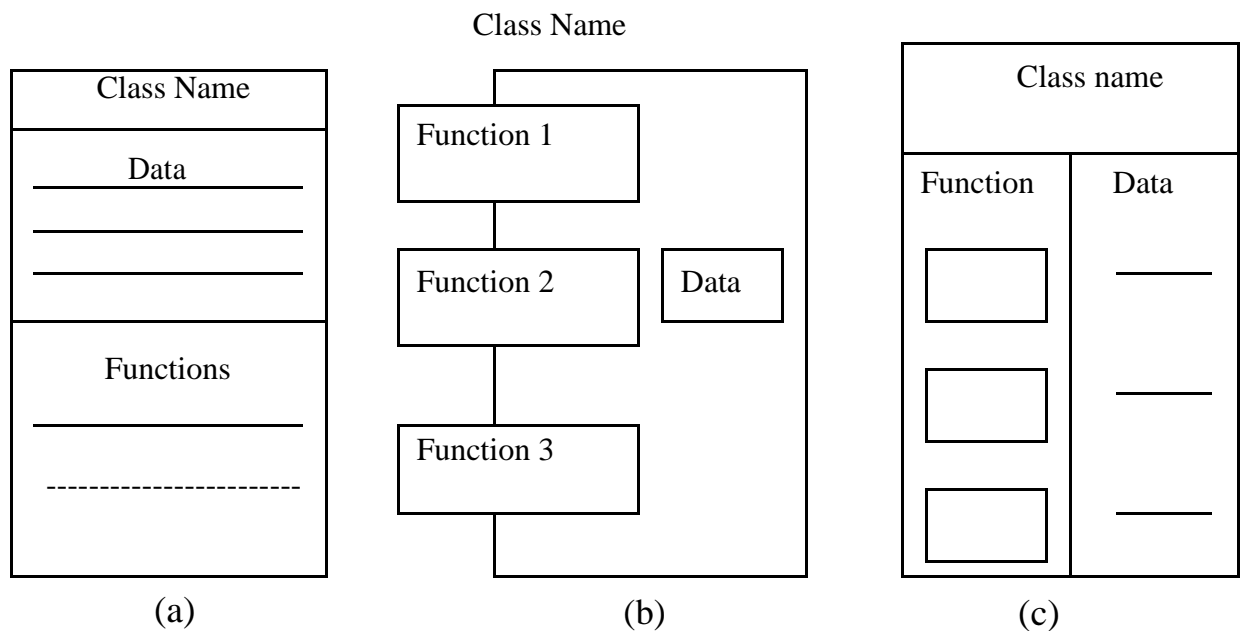 Class Name
Class Name
Data
Functions
(a)
Function 1
Function 2
Data
Function 3
(b)
Class name
Function
Data
(c)